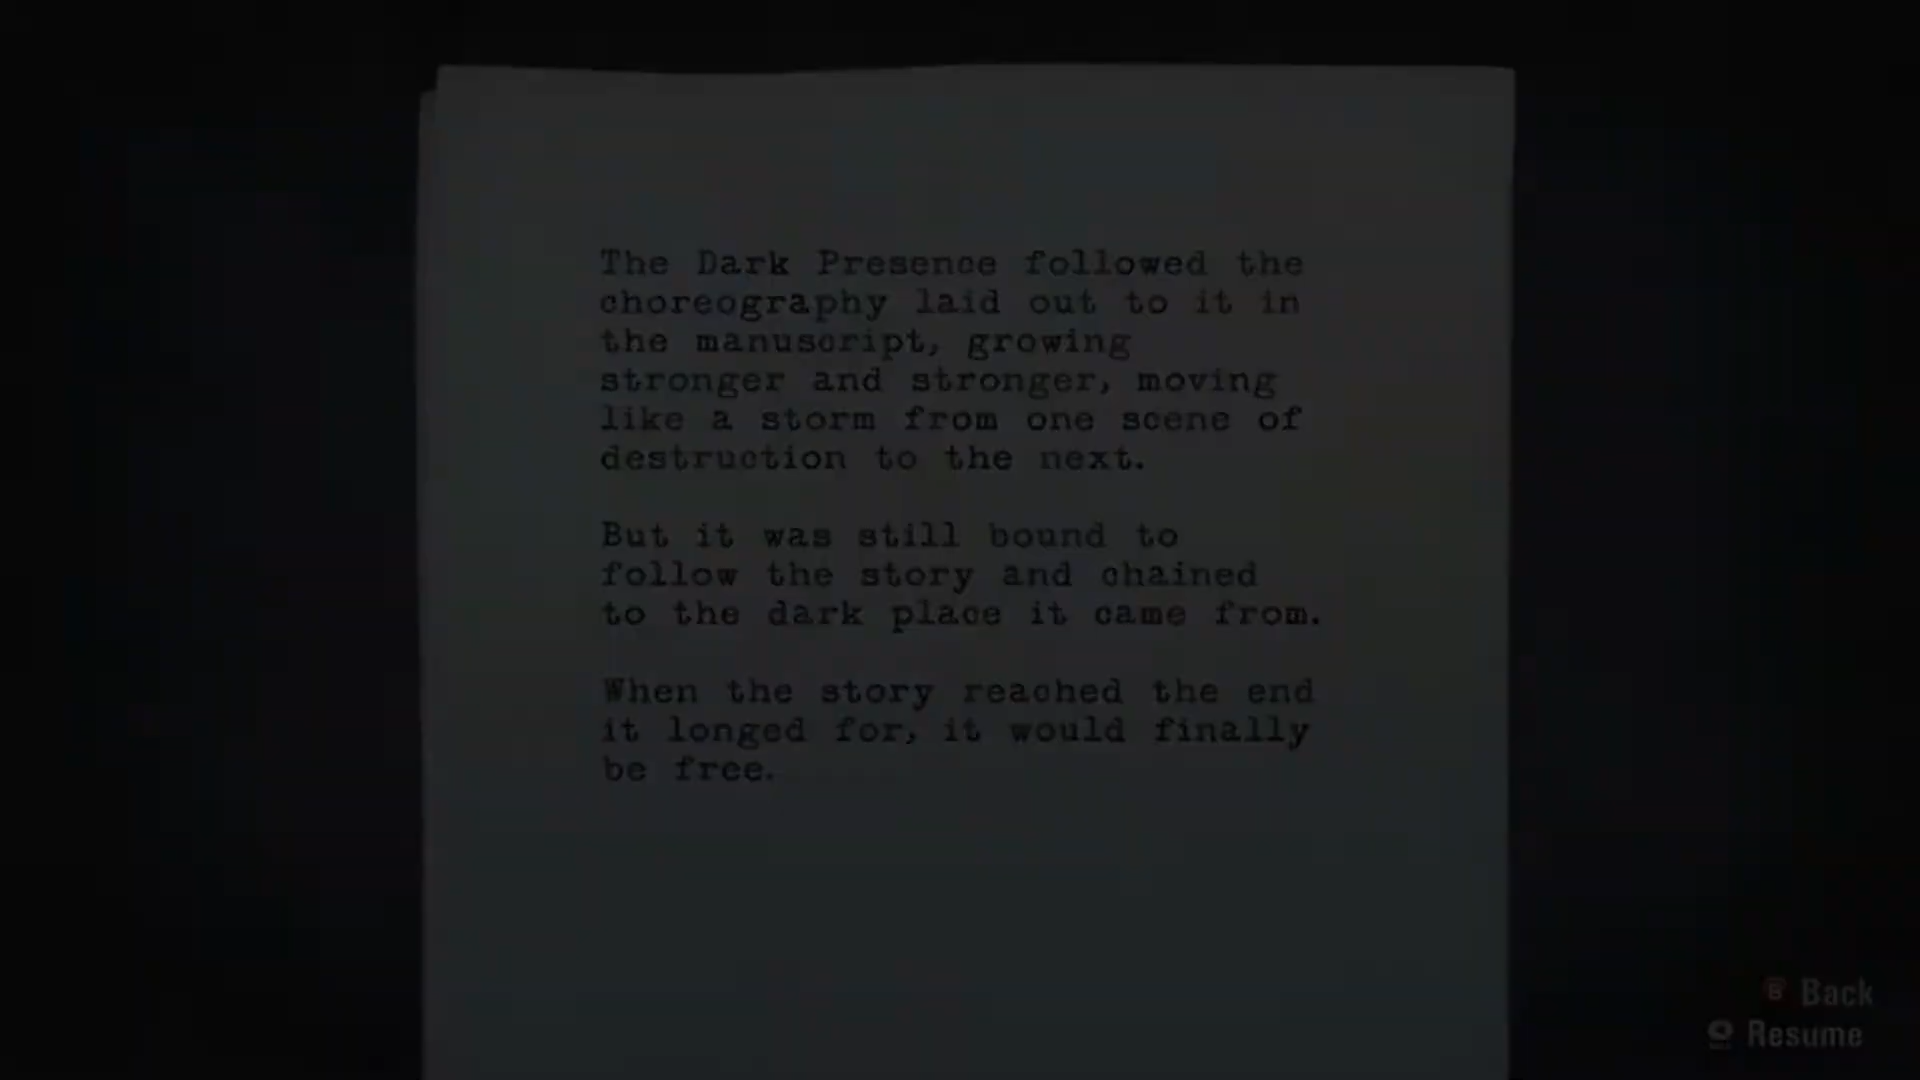 The Dark Presence followed the
choreography laid out to it in
the manuscript, growing
stronger and stronger, moving
like a storm from one scene of
destruction to the next.
But it was still bound to
follow the story and chained
to the dark place it came from.
When the story reached the end
it longed for, it would finally
be free.
B Back
Resume